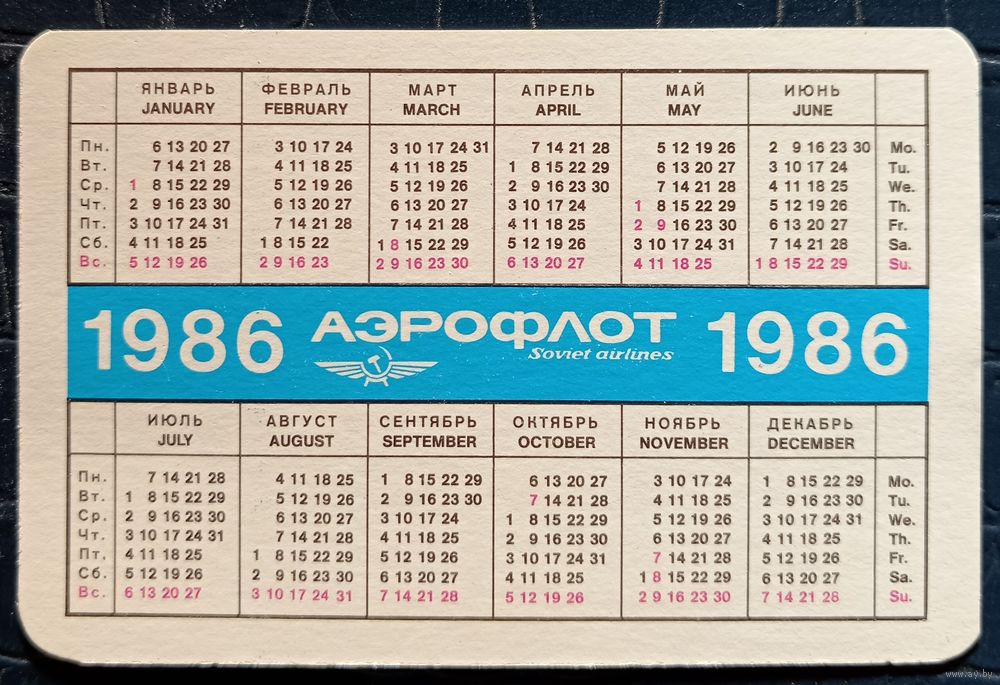 ЯНВАРЬ ФЕВРАЛЬ МАРТ АПРЕЛЬ МАЙ ИЮНЬ
JANUARY FEBRUARY MARCH APRIL MAY JUNE
Пн. 6 13 20 27 3 10 17 24 3 10 17 24 31 7 14 21 28 5 12 19 26 2 9 16 23 30 Mo.
Вт. 7 14 21 28 4 11 18 25 4 11 18 25 1 8 15 22 29 6 13 20 27 3 10 17 24 Tu.
Ср. 1 8 15 22 29 5 12 19 26 5 12 19 26 2 9 16 23 30 7 14 21 28 4 11 18 25 We.
Чт. 2 9 16 23 30 6 13 20 27 6 13 20 27 3 10 17 24 1 8 15 22 29 5 12 19 26 Th.
Пт. 3 10 17 24 31 7 14 21 28 7 14 21 28 4 11 18 25 2 9 16 23 30 6 13 20 27 Fr.
Сб. 4 11 18 25 1 8 15 22 1 8 15 22 29 5 12 19 26 3 10 17 24 31 7 14 21 28 Sa.
Вс. 5 12 19 26 2 9 16 23 2 9 16 23 30 6 13 20 27 4 11 18 25 1 8 15 22 29 Su.
1986 АЭРОФЛОТ 1986
Soviet airlines
ИЮЛЬ АВГУСТ СЕНТЯБРЬ ОКТЯБРЬ НОЯБРЬ ДЕКАБРЬ
JULY AUGUST SEPTEMBER OCTOBER NOVEMBER DECEMBER
Пн. 7 14 21 28 4 11 18 25 1 8 15 22 29 6 13 20 27 3 10 17 24 1 8 15 22 29 Mo.
Вт. 1 8 15 22 29 5 12 19 26 2 9 16 23 30 7 14 21 28 4 11 18 25 2 9 16 23 30 Tu.
Ср. 2 9 16 23 30 6 13 20 27 3 10 17 24 1 8 15 22 29 5 12 19 26 3 10 17 24 31 We.
Чт. 3 10 17 24 31 7 14 21 28 4 11 18 25 2 9 16 23 30 6 13 20 27 4 11 18 25 Th.
Пт. 4 11 18 25 1 8 15 22 29 5 12 19 26 3 10 17 24 31 7 14 21 28 5 12 19 26 Fr.
Сб. 5 12 19 26 2 9 16 23 30 6 13 20 27 4 11 18 25 1 8 15 22 29 6 13 20 27 Sa.
Вс. 6 13 20 27 3 10 17 24 31 7 14 21 28 5 12 19 26 2 9 16 23 30 7 14 21 28 Su.
www.ay.by